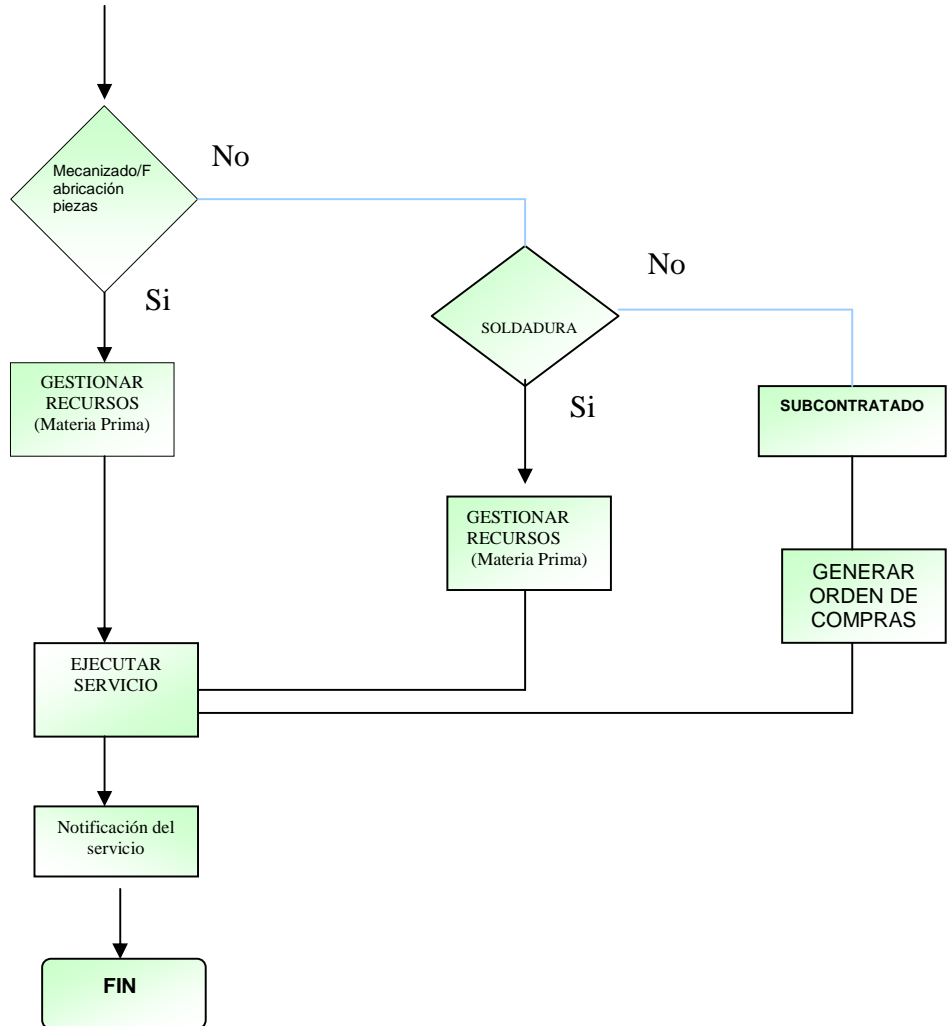 Mecanizado/F
abricación
piezas
No
Si
SOLDADURA
No
Si
GESTIONAR
RECURSOS
(Materia Prima)
SUBCONTRATADO
GESTIONAR
RECURSOS
(Materia Prima)
GENERAR
ORDEN DE
COMPRAS
EJECUTAR
SERVICIO
Notificación del
servicio
FIN